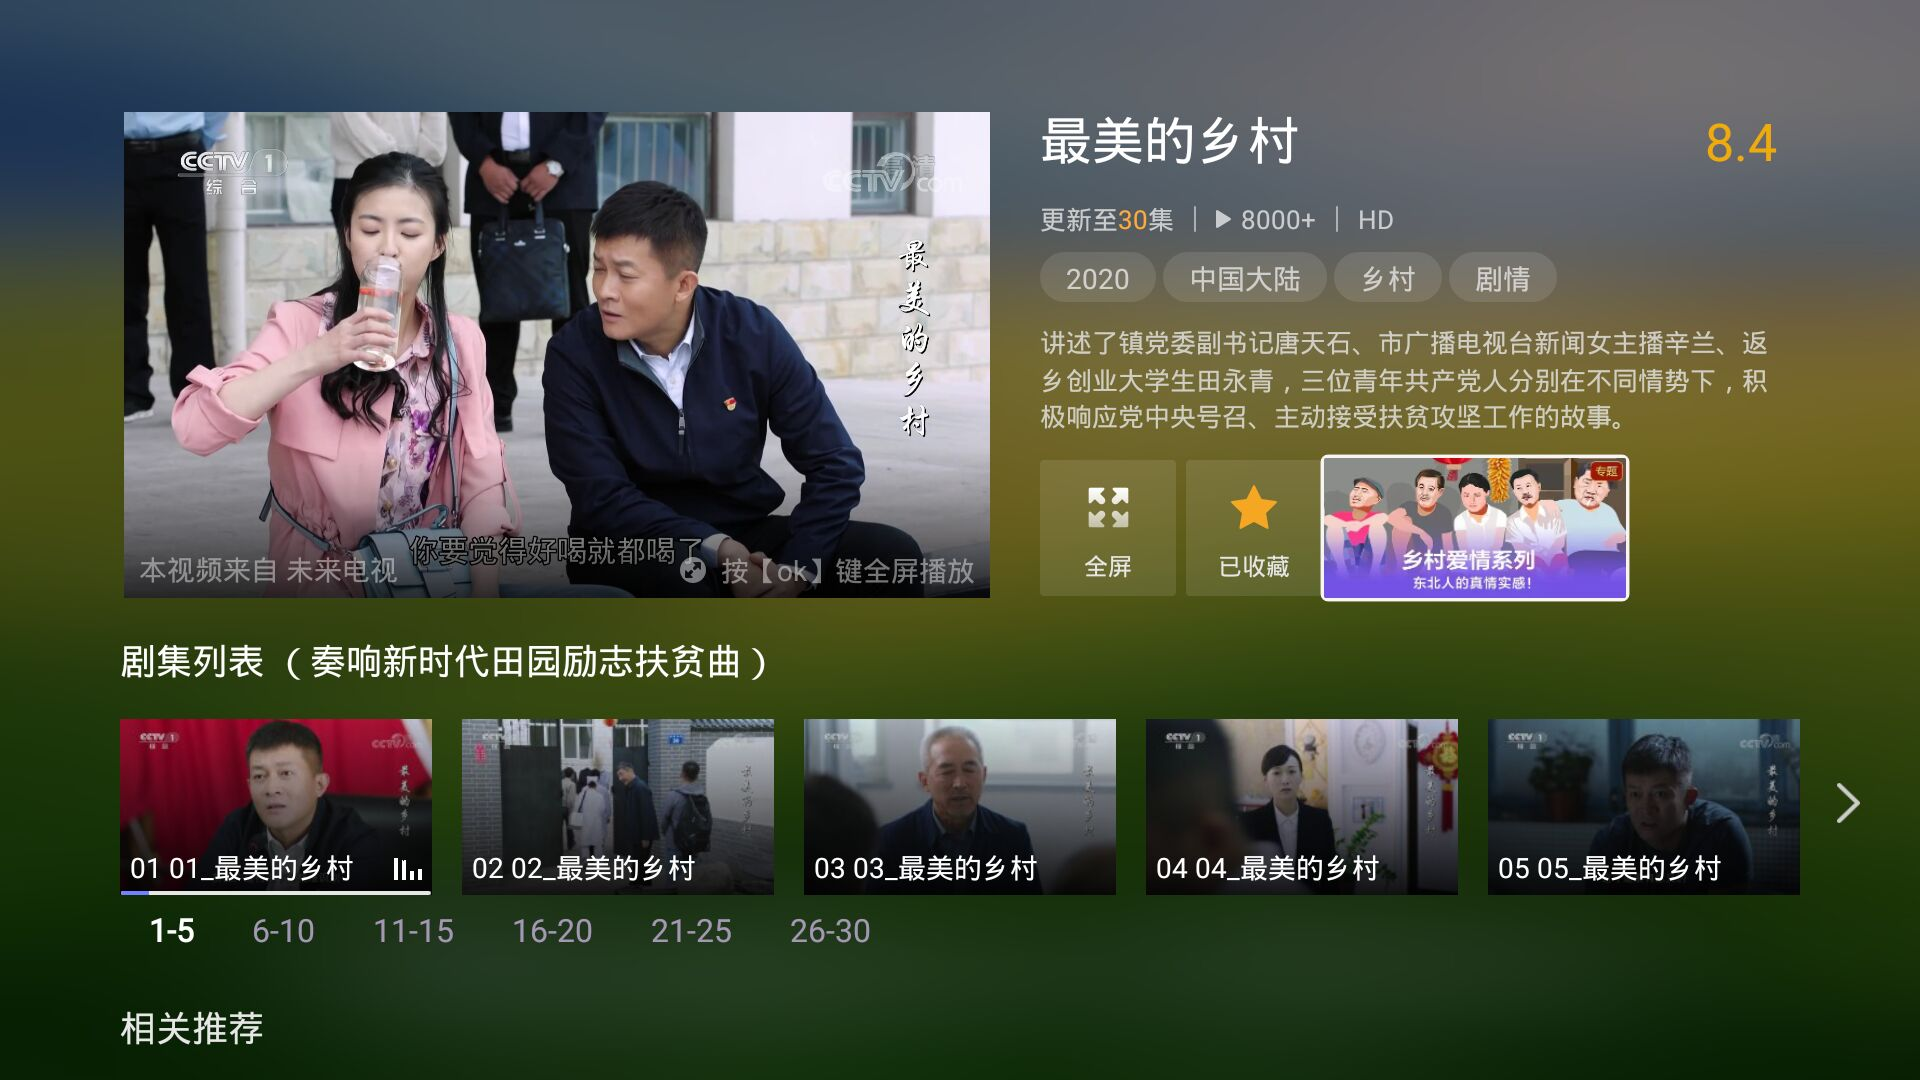 CCTV 1
综合
高清
CCTV.com
最美的乡村
你要觉得好喝就都喝了
本视频来自 未来电视
按【ok】键全屏播放
最美的乡村
8.4
更新至30集 | 8000+ | HD
2020 中国大陆 乡村 剧情
讲述了镇党委副书记唐天石、市广播电视台新闻女主播辛兰、返
乡创业大学生田永青，三位青年共产党人分别在不同情势下，积
极响应党中央号召、主动接受扶贫攻坚工作的故事。
全屏
已收藏
专题
乡村爱情系列
东北人的真情实感!
剧集列表（奏响新时代田园励志扶贫曲）
01 01_最美的乡村
02 02_最美的乡村
03 03_最美的乡村
04 04_最美的乡村
05 05_最美的乡村
1-5 6-10 11-15 16-20 21-25 26-30
相关推荐